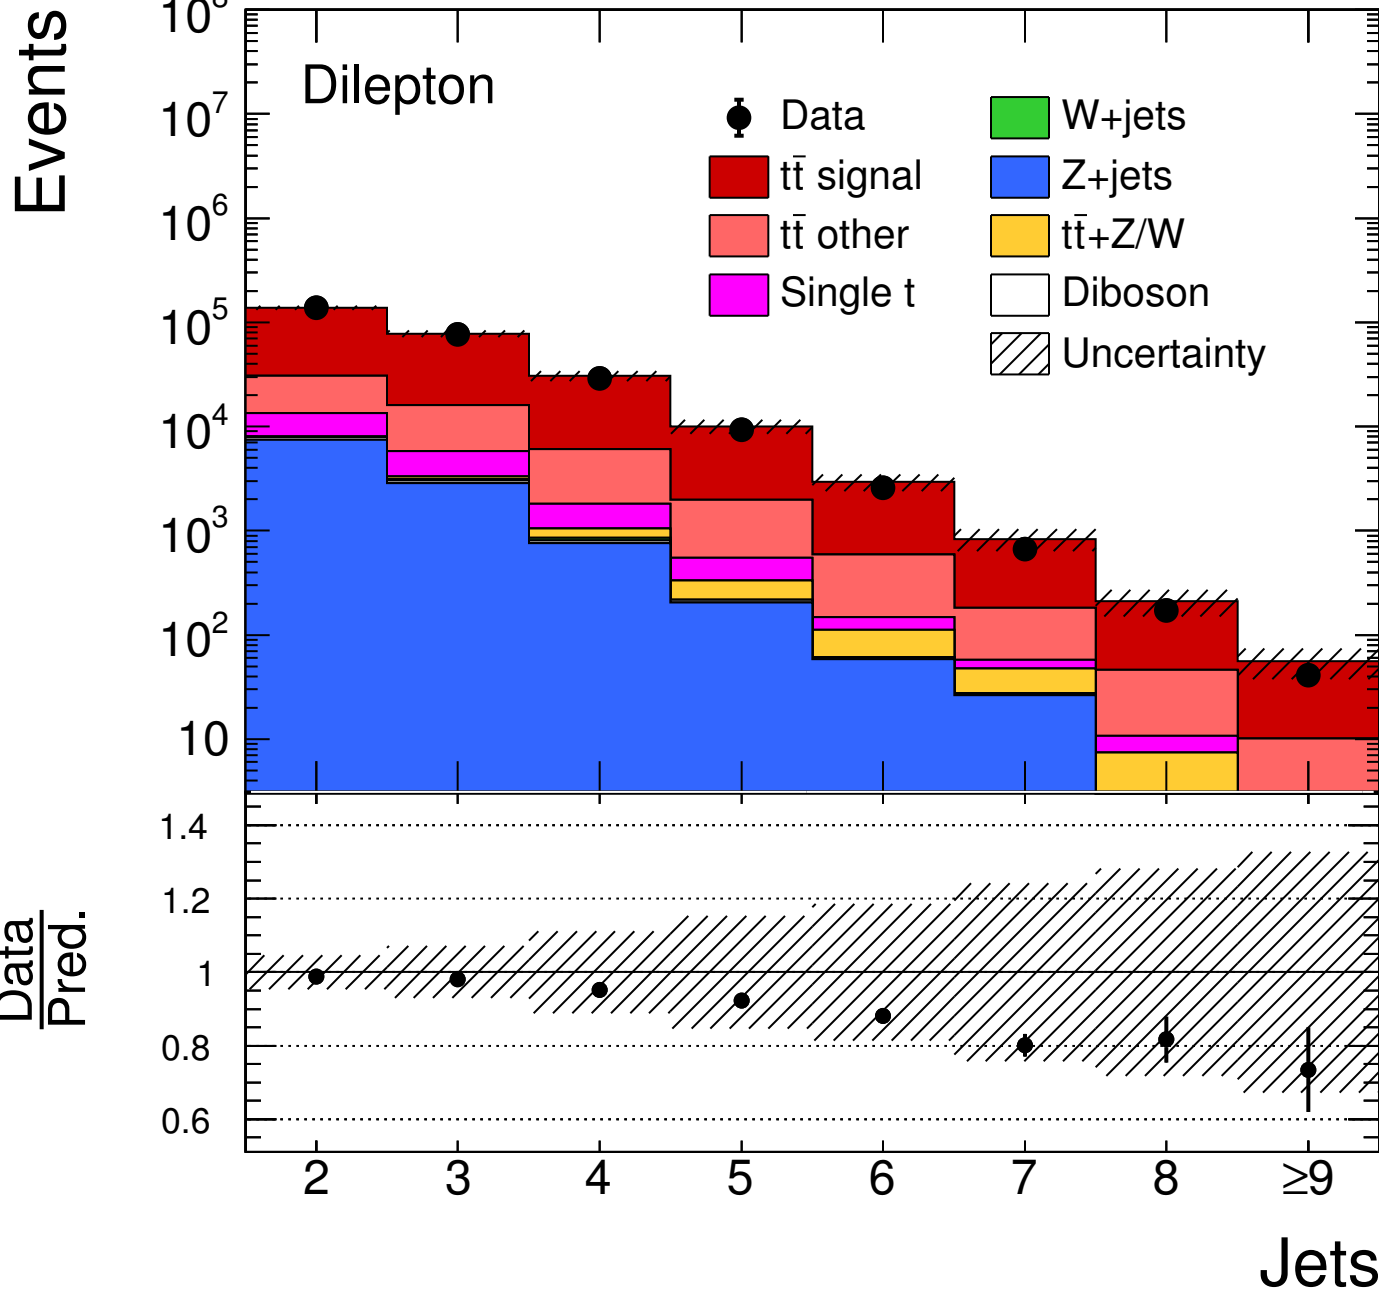 Events
10⁸
10⁷
10⁶
10⁵
10⁴
10³
10²
10
Dilepton
Data
tt̄ signal
tt̄ other
Single t
W+jets
Z+jets
tt̄+Z/W
Diboson
Uncertainty
Data
Pred.
1.4
1.2
1
0.8
0.6
2 3 4 5 6 7 8 ≥9
Jets